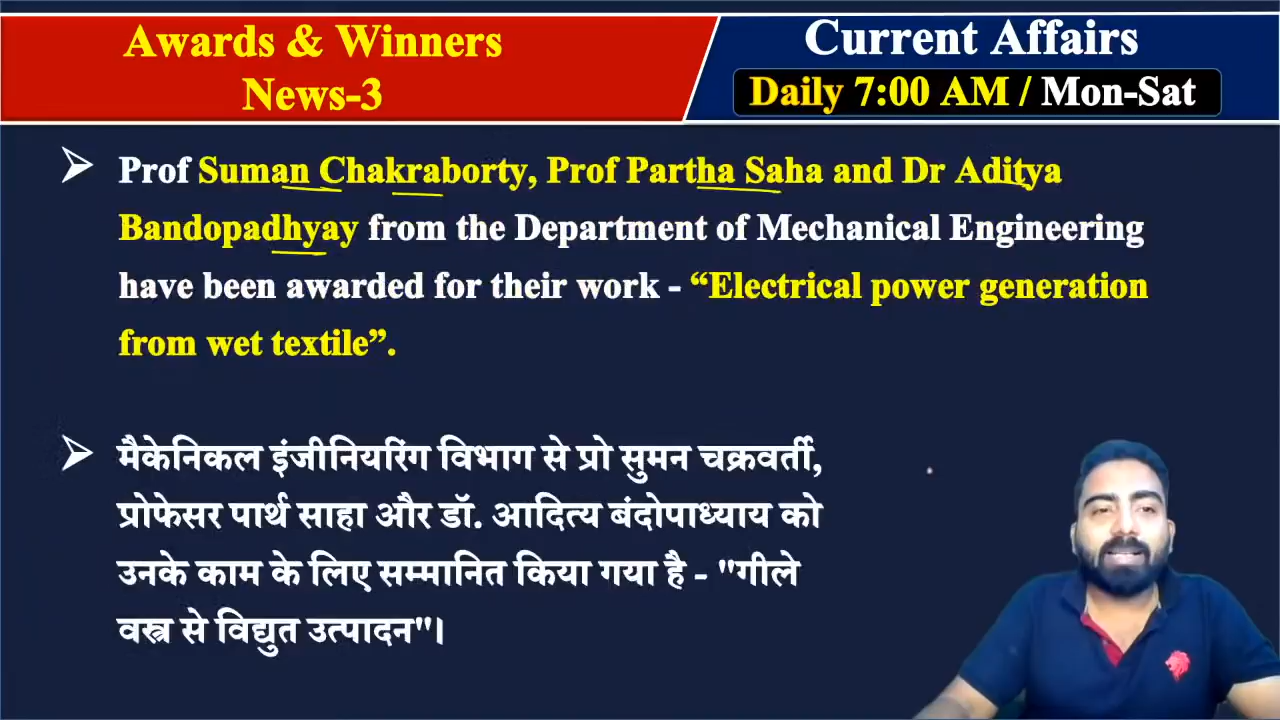 Awards & Winners
News-3
Current Affairs
Daily 7:00 AM / Mon-Sat
Prof Suman Chakraborty, Prof Partha Saha and Dr Aditya
Bandopadhyay from the Department of Mechanical Engineering
have been awarded for their work - “Electrical power generation
from wet textile”.
मैकेनिकल इंजीनियरिंग विभाग से प्रो सुमन चक्रवर्ती,
प्रोफेसर पार्थ साहा और डॉ. आदित्य बंदोपाध्याय को
उनके काम के लिए सम्मानित किया गया है - "गीले
वस्त्र से विद्युत उत्पादन"।